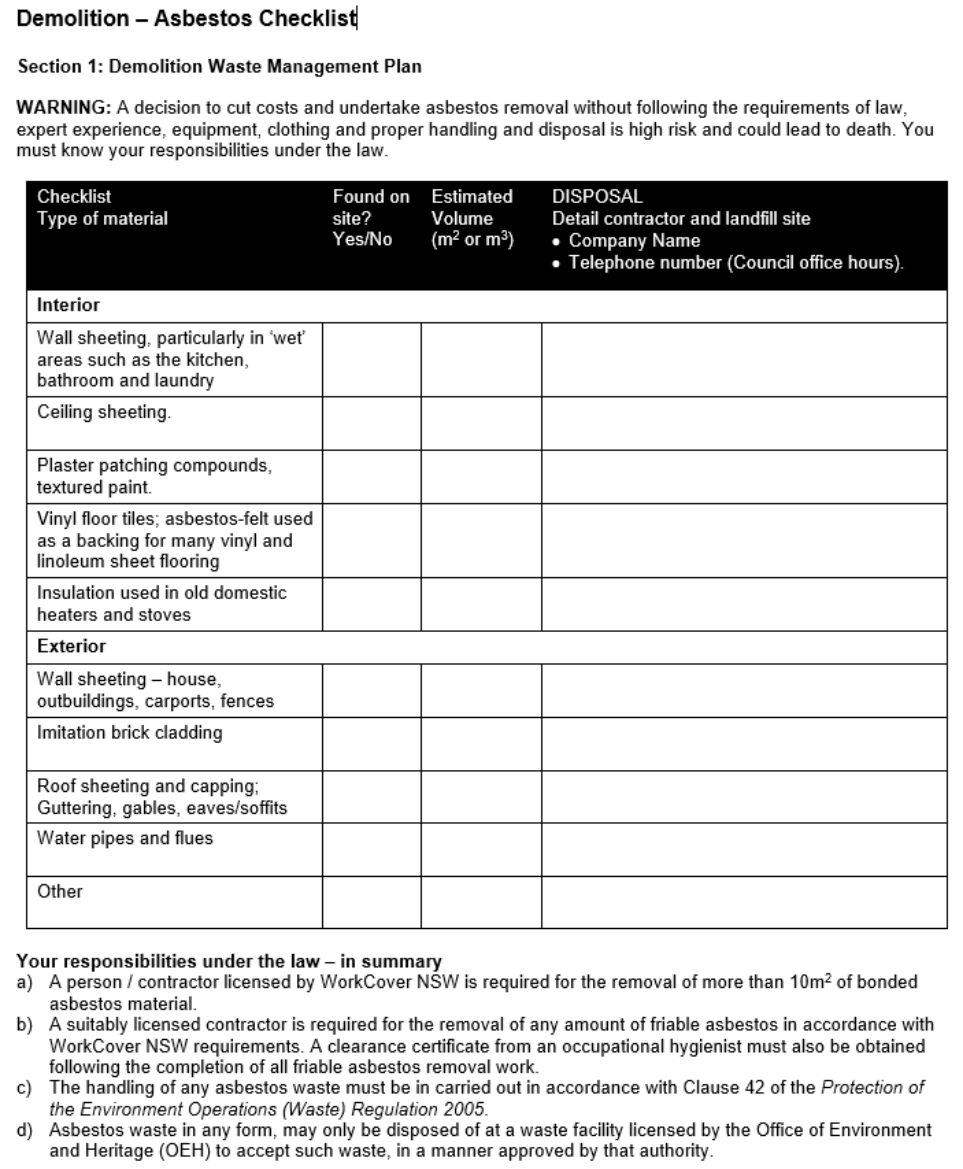 Demolition – Asbestos Checklist
Section 1: Demolition Waste Management Plan
WARNING: A decision to cut costs and undertake asbestos removal without following the requirements of law,
expert experience, equipment, clothing and proper handling and disposal is high risk and could lead to death. You
must know your responsibilities under the law.
Checklist
Type of material
Found on
site?
Yes/No
Estimated
Volume
(m² or m³)
DISPOSAL
Detail contractor and landfill site
• Company Name
• Telephone number (Council office hours).
Interior
Wall sheeting, particularly in ‘wet’
areas such as the kitchen,
bathroom and laundry
Ceiling sheeting.
Plaster patching compounds,
textured paint.
Vinyl floor tiles; asbestos-felt used
as a backing for many vinyl and
linoleum sheet flooring
Insulation used in old domestic
heaters and stoves
Exterior
Wall sheeting – house,
outbuildings, carports, fences
Imitation brick cladding
Roof sheeting and capping;
Guttering, gables, eaves/soffits
Water pipes and flues
Other
Your responsibilities under the law – in summary
a) A person / contractor licensed by WorkCover NSW is required for the removal of more than 10m² of bonded
asbestos material.
b) A suitably licensed contractor is required for the removal of any amount of friable asbestos in accordance with
WorkCover NSW requirements. A clearance certificate from an occupational hygienist must also be obtained
following the completion of all friable asbestos removal work.
c) The handling of any asbestos waste must be in carried out in accordance with Clause 42 of the Protection of
the Environment Operations (Waste) Regulation 2005.
d) Asbestos waste in any form, may only be disposed of at a waste facility licensed by the Office of Environment
and Heritage (OEH) to accept such waste, in a manner approved by that authority.